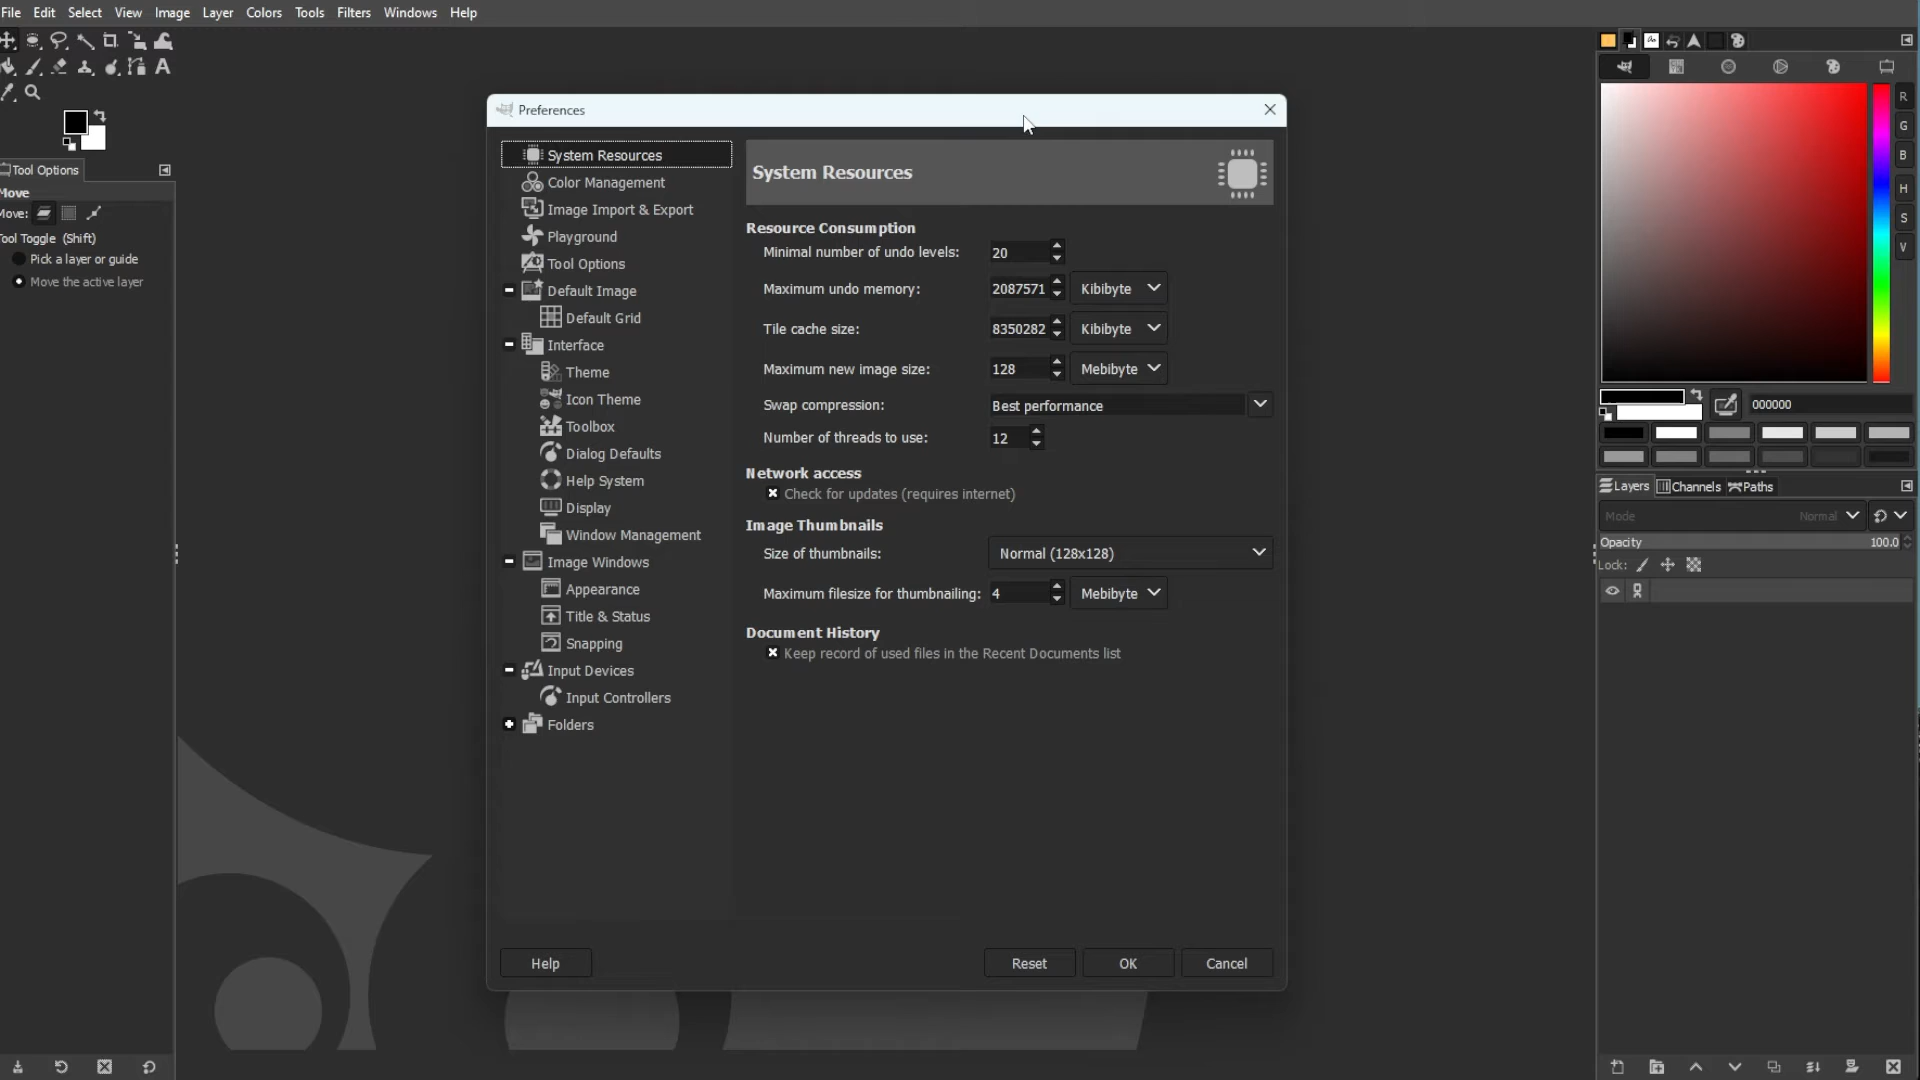 File Edit Select View Image Layer Colors Tools Filters Windows Help
Tool Options
Move
Move:
Tool Toggle (Shift)
Pick a layer or guide
Move the active layer
Preferences
System Resources
Color Management
Image Import & Export
Playground
Tool Options
Default Image
Default Grid
Interface
Theme
Icon Theme
Toolbox
Dialog Defaults
Help System
Display
Window Management
Image Windows
Appearance
Title & Status
Snapping
Input Devices
Input Controllers
Folders
System Resources
Resource Consumption
Minimal number of undo levels: 20
Maximum undo memory: 2087571 Kibibyte
Tile cache size: 8350282 Kibibyte
Maximum new image size: 128 Mebibyte
Swap compression: Best performance
Number of threads to use: 12
Network access
Check for updates (requires internet)
Image Thumbnails
Size of thumbnails: Normal (128x128)
Maximum filesize for thumbnailing: 4 Mebibyte
Document History
Keep record of used files in the Recent Documents list
Help Reset OK Cancel
R
G
B
H
S
V
000000
Layers Channels Paths
Mode Normal
Opacity 100.0
Lock: